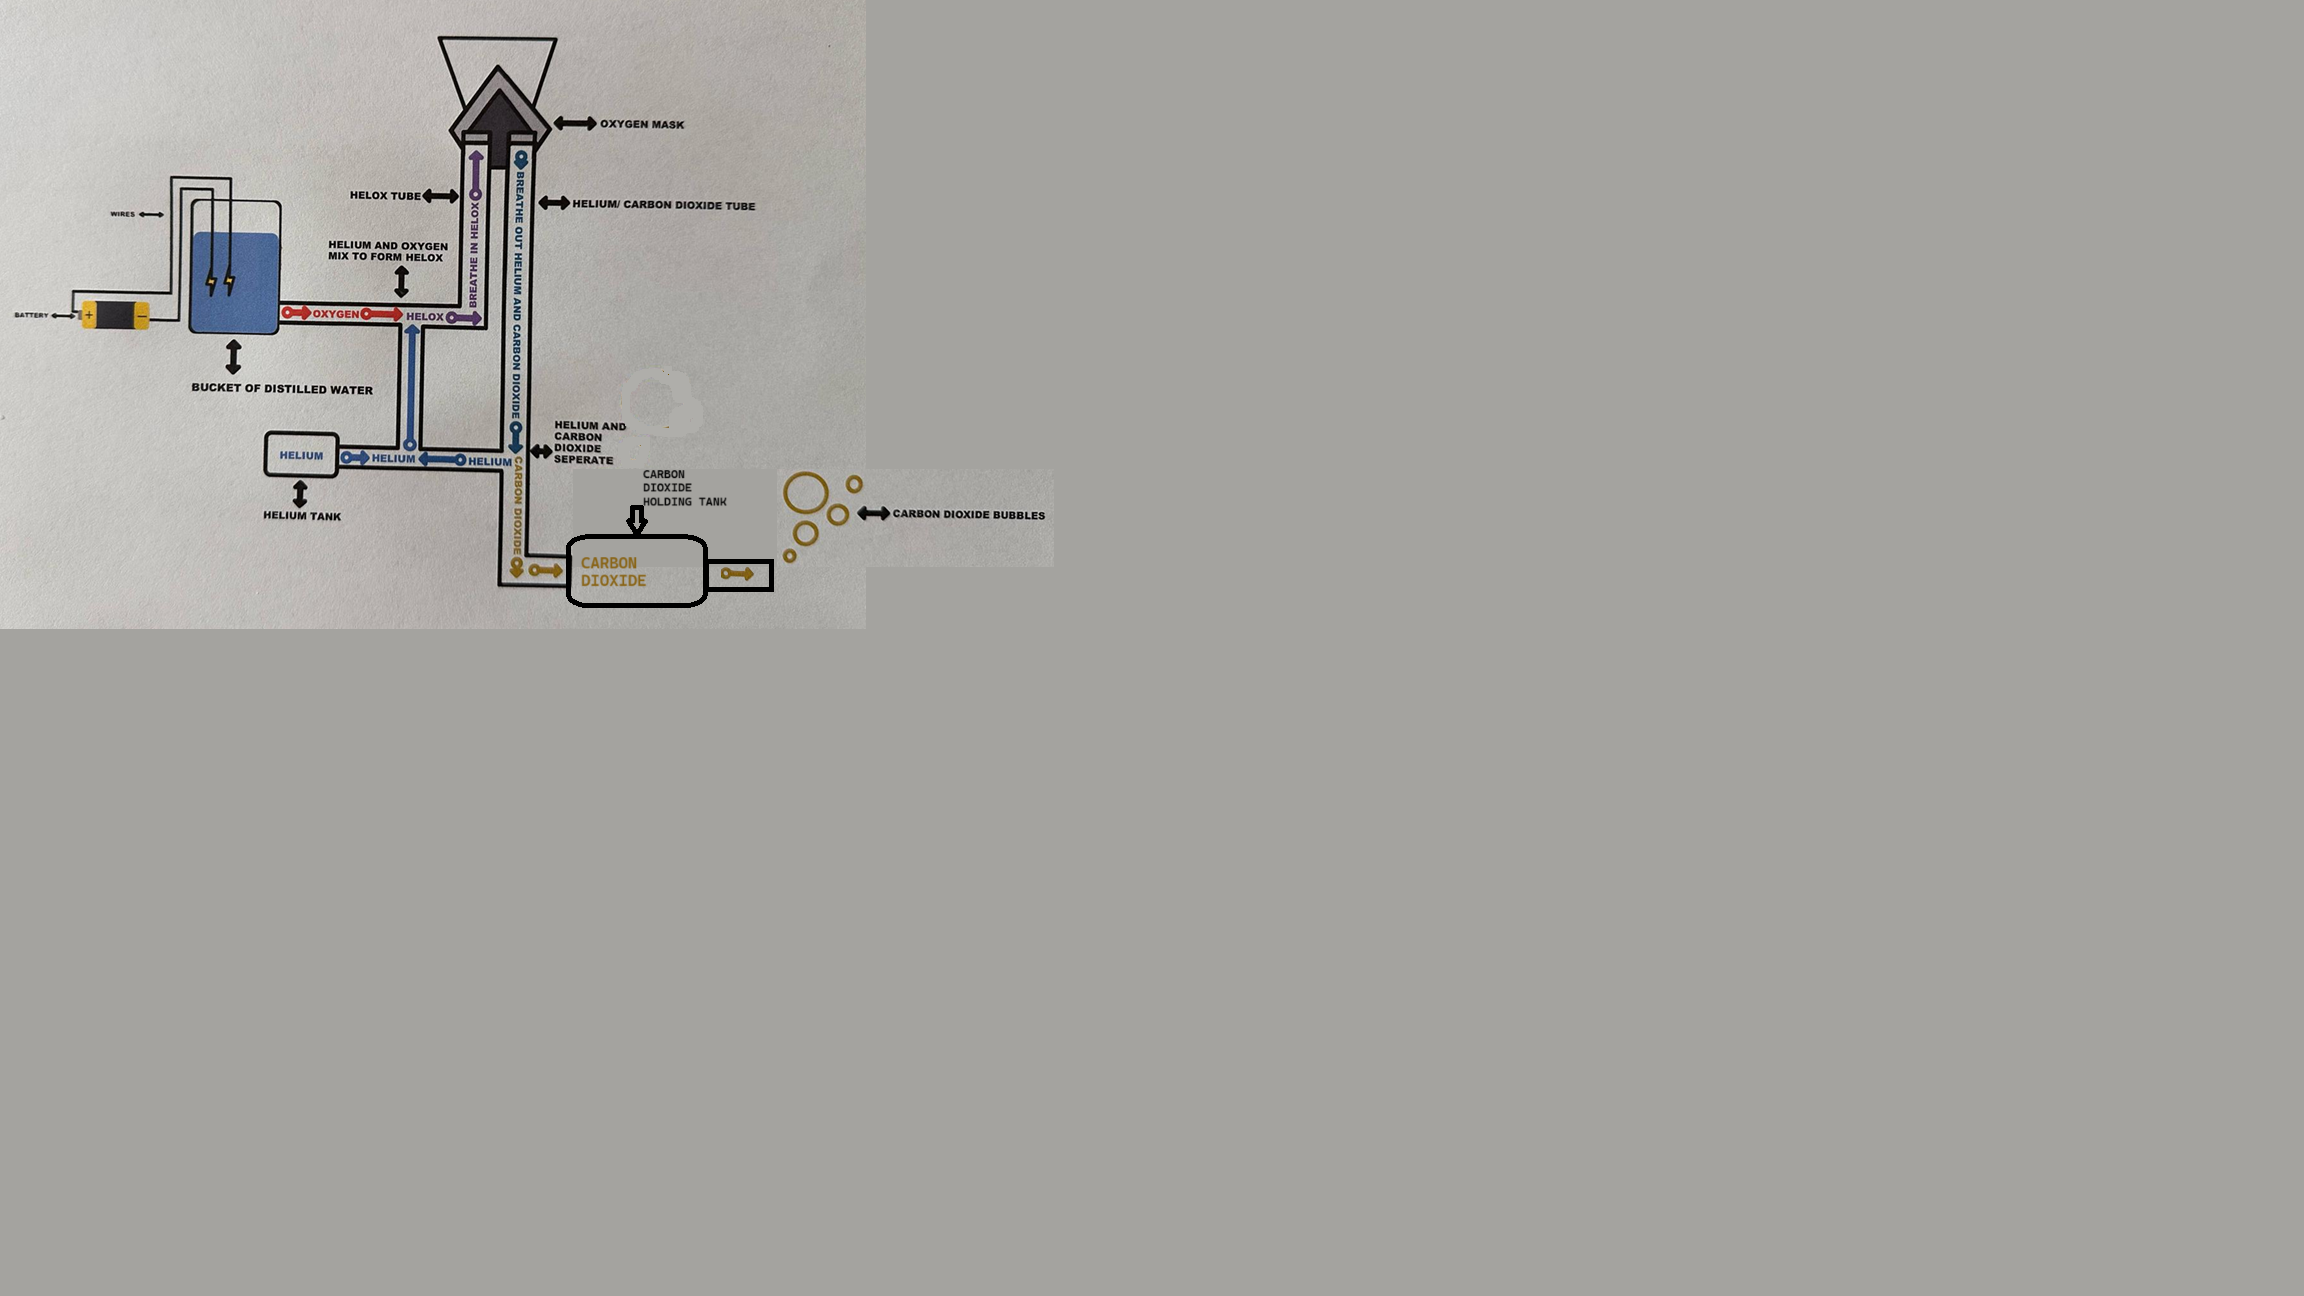 OXYGEN MASK
HELOX TUBE
HELIUM/ CARBON DIOXIDE TUBE
WIRES
HELIUM AND OXYGEN
MIX TO FORM HELOX
BREATHE IN HELOX
BREATHE OUT HELIUM AND CARBON DIOXIDE
BATTERY
+
−
OXYGEN
HELOX
BUCKET OF DISTILLED WATER
HELIUM AND
CARBON
DIOXIDE
SEPERATE
HELIUM
HELIUM
HELIUM
CARBON DIOXIDE
HELIUM TANK
CARBON
DIOXIDE
HOLDING TANK
CARBON DIOXIDE BUBBLES
CARBON
DIOXIDE